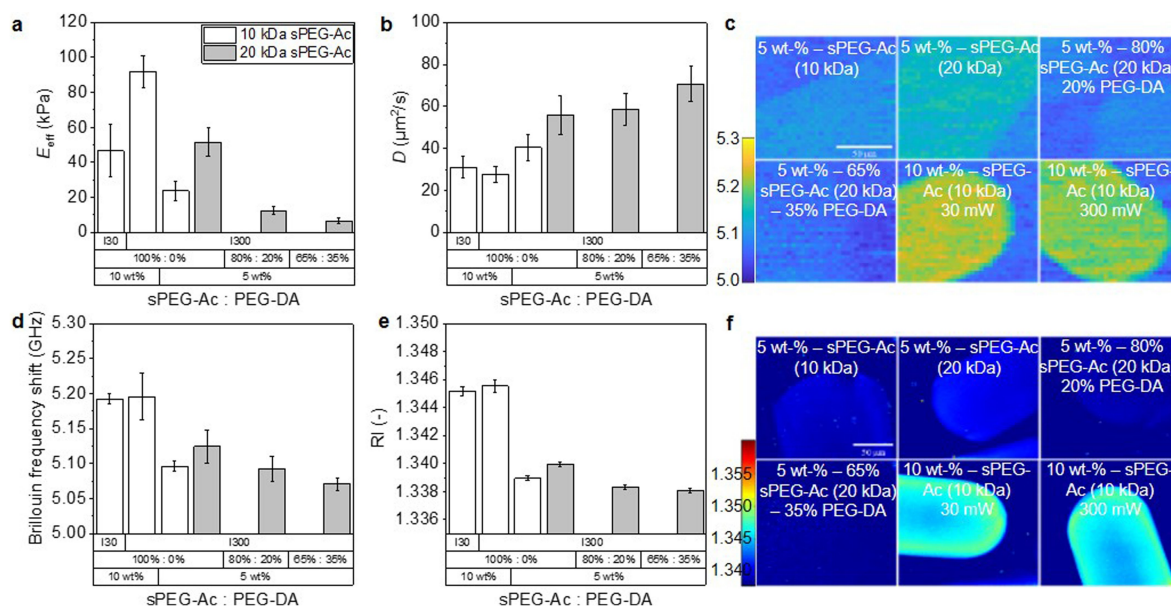 a
120
100
80
60
40
20
0
E_eff (kPa)
10 kDa sPEG-Ac
20 kDa sPEG-Ac
I30
I300
100% : 0%
80% : 20%
65% : 35%
10 wt%
5 wt%
sPEG-Ac : PEG-DA
b
100
80
60
40
20
0
D (µm²/s)
I30
I300
100% : 0%
80% : 20%
65% : 35%
10 wt%
5 wt%
sPEG-Ac : PEG-DA
c
5 wt-% – sPEG-Ac
(10 kDa)
50 µm
5 wt-% – sPEG-Ac
(20 kDa)
5 wt-% – 80%
sPEG-Ac (20 kDa)
20% PEG-DA
5.3
5.2
5.1
5.0
5 wt-% – 65%
sPEG-Ac (20 kDa)
– 35% PEG-DA
10 wt-% – sPEG-
Ac (10 kDa)
30 mW
10 wt-% – sPEG-
Ac (10 kDa)
300 mW
d
5.30
5.25
5.20
5.15
5.10
5.05
5.00
Brillouin frequency shift (GHz)
I30
I300
100% : 0%
80% : 20%
65% : 35%
10 wt%
5 wt%
sPEG-Ac : PEG-DA
e
1.350
1.348
1.346
1.344
1.342
1.340
1.338
1.336
RI (-)
I30
I300
100% : 0%
80% : 20%
65% : 35%
10 wt%
5 wt%
sPEG-Ac : PEG-DA
f
5 wt-% – sPEG-Ac
(10 kDa)
50 µm
5 wt-% – sPEG-Ac
(20 kDa)
5 wt-% – 80%
sPEG-Ac (20 kDa)
20% PEG-DA
1.355
1.350
1.345
1.340
5 wt-% – 65%
sPEG-Ac (20 kDa)
– 35% PEG-DA
10 wt-% – sPEG-
Ac (10 kDa)
30 mW
10 wt-% – sPEG-
Ac (10 kDa)
300 mW